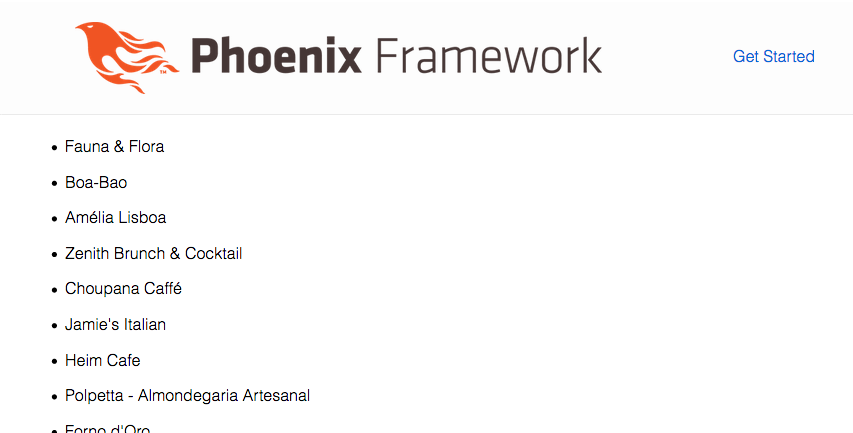 Phoenix Framework
TM
Get Started
Fauna & Flora
Boa-Bao
Amélia Lisboa
Zenith Brunch & Cocktail
Choupana Caffé
Jamie's Italian
Heim Cafe
Polpetta - Almondegaria Artesanal
Forno d'Oro